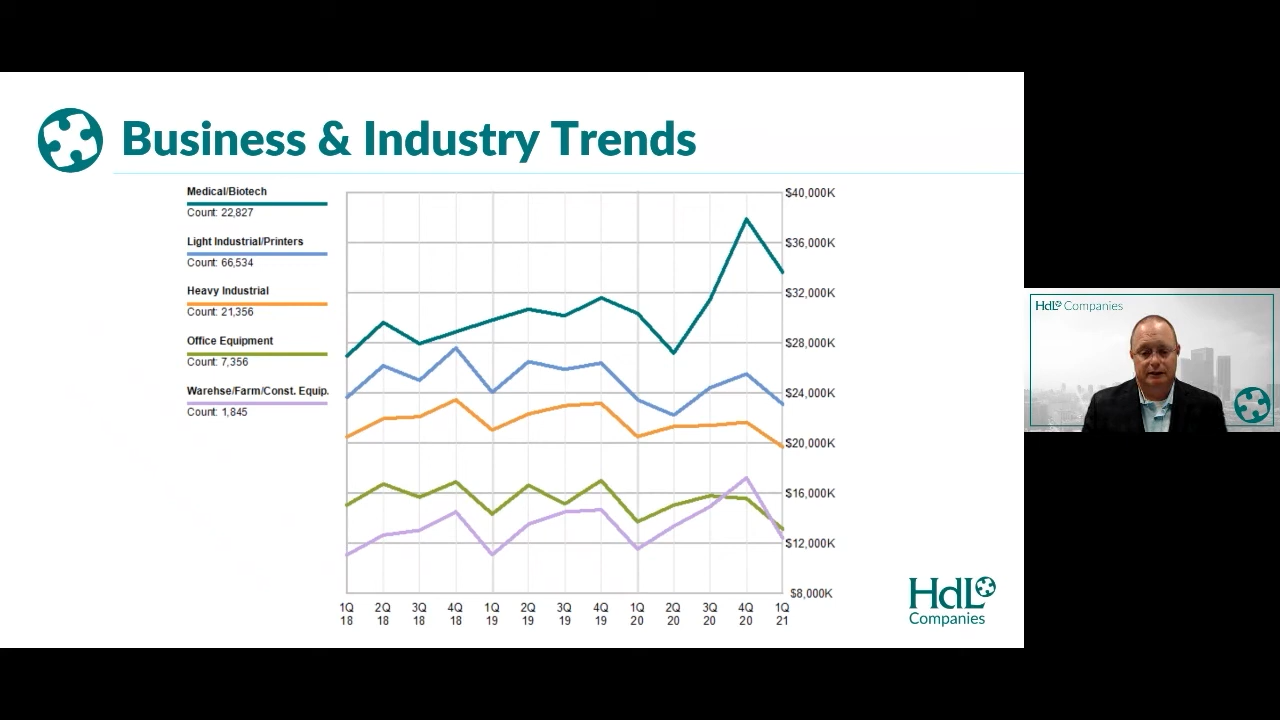 Business & Industry Trends
Medical/Biotech
Count: 22,827
Light Industrial/Printers
Count: 66,534
Heavy Industrial
Count: 21,356
Office Equipment
Count: 7,356
Warehse/Farm/Const. Equip.
Count: 1,845
$40,000K
$36,000K
$32,000K
$28,000K
$24,000K
$20,000K
$16,000K
$12,000K
$8,000K
1Q 2Q 3Q 4Q 1Q 2Q 3Q 4Q 1Q 2Q 3Q 4Q 1Q
18 18 18 18 19 19 19 19 20 20 20 20 21
HdL
Companies
HdL Companies